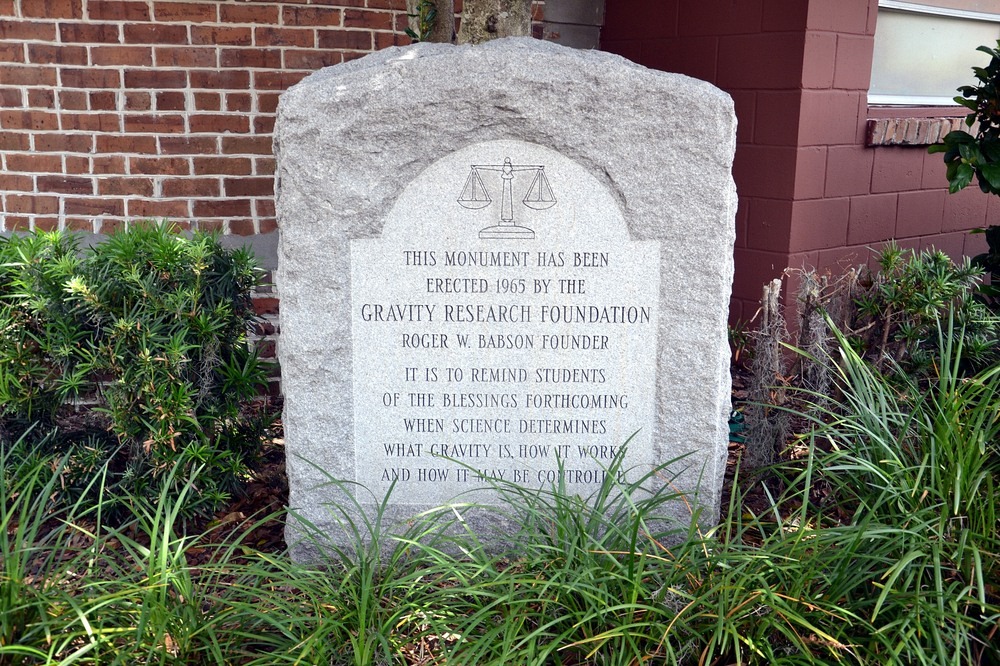 THIS MONUMENT HAS BEEN
ERECTED 1965 BY THE
GRAVITY RESEARCH FOUNDATION
ROGER W. BABSON FOUNDER
IT IS TO REMIND STUDENTS
OF THE BLESSINGS FORTHCOMING
WHEN SCIENCE DETERMINES
WHAT GRAVITY IS, HOW IT WORKS
AND HOW IT MAY BE CONTROLLED